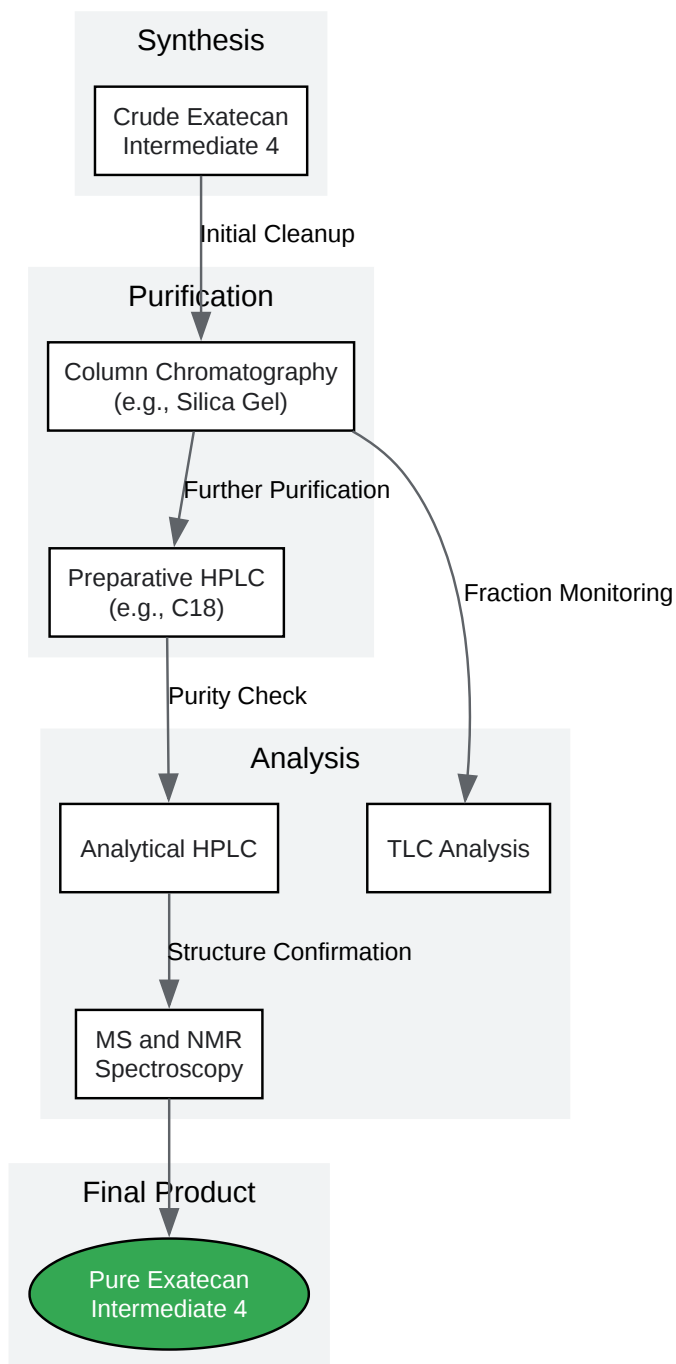 Synthesis
Crude Exatecan
Intermediate 4
Initial Cleanup
Purification
Column Chromatography
(e.g., Silica Gel)
Further Purification
Preparative HPLC
(e.g., C18)
Fraction Monitoring
Purity Check
Analysis
Analytical HPLC
TLC Analysis
Structure Confirmation
MS and NMR
Spectroscopy
Final Product
Pure Exatecan
Intermediate 4